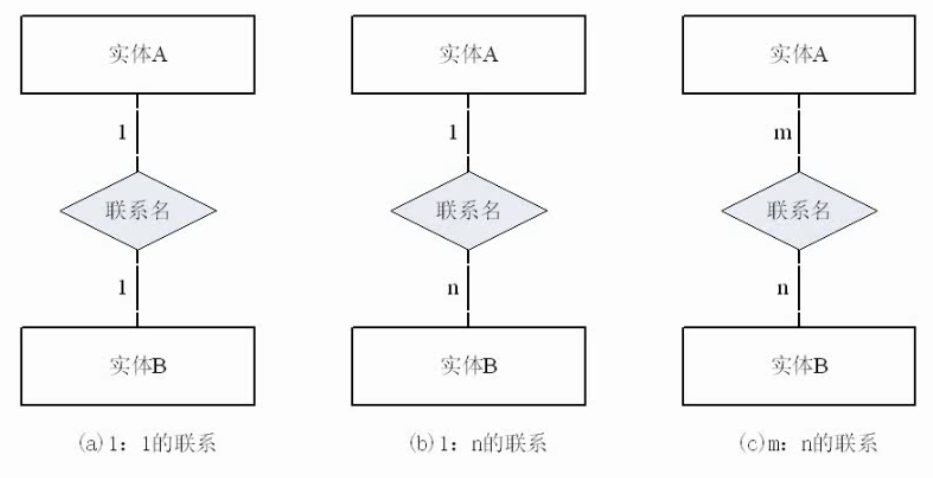 实体A 实体A 实体A
1 1 m
联系名 联系名 联系名
1 n n
实体B 实体B 实体B
(a)1：1的联系 (b)1：n的联系 (c)m：n的联系